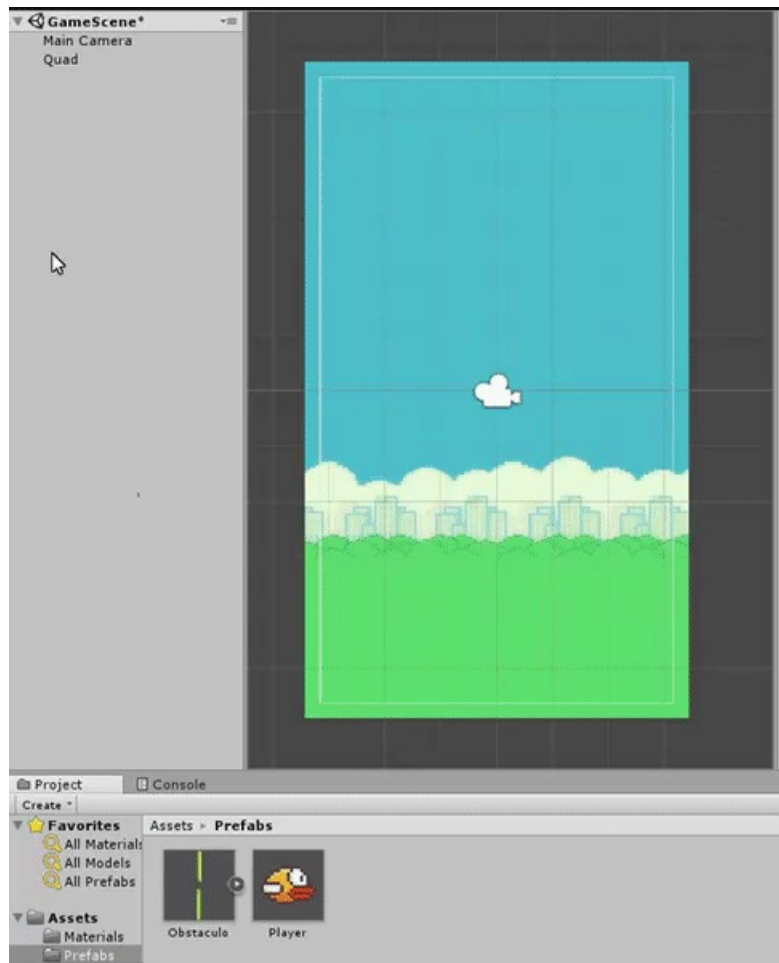 GameScene*
Main Camera
Quad
Project
Console
Create
Favorites
All Materials
All Models
All Prefabs
Assets
Materials
Prefabs
Assets ▸ Prefabs
Obstaculo
Player